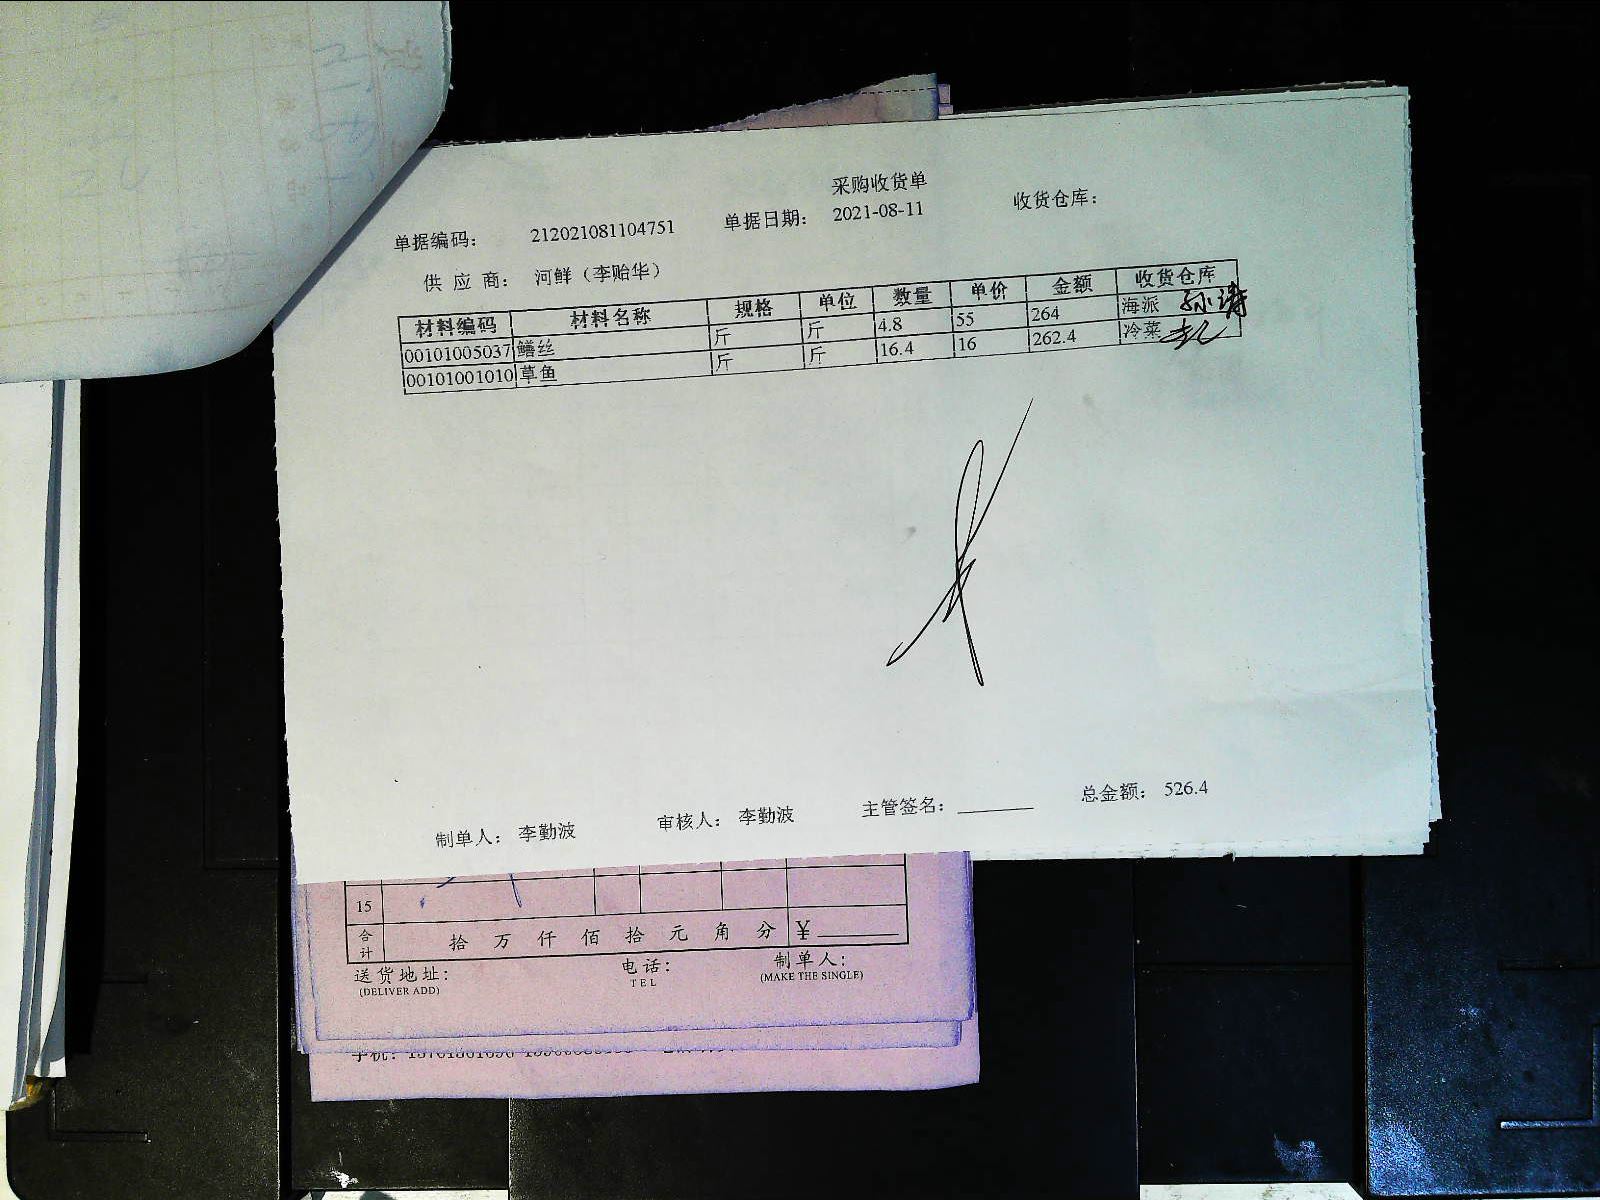 采购收货单
单据编码： 212021081104751 单据日期： 2021-08-11 收货仓库：
供 应 商： 河鲜（李贻华）
材料编码 材料名称 规格 单位 数量 单价 金额 收货仓库
00101005037 鳝丝 斤 斤 4.8 55 264 海派
00101001010 草鱼 斤 斤 16.4 16 262.4 冷菜
制单人： 李勤波 审核人： 李勤波 主管签名： 总金额： 526.4
15
合计 拾 万 仟 佰 拾 元 角 分 ¥
送货地址： 电话： 制单人：
(DELIVER ADD) TEL (MAKE THE SINGLE)
手机：